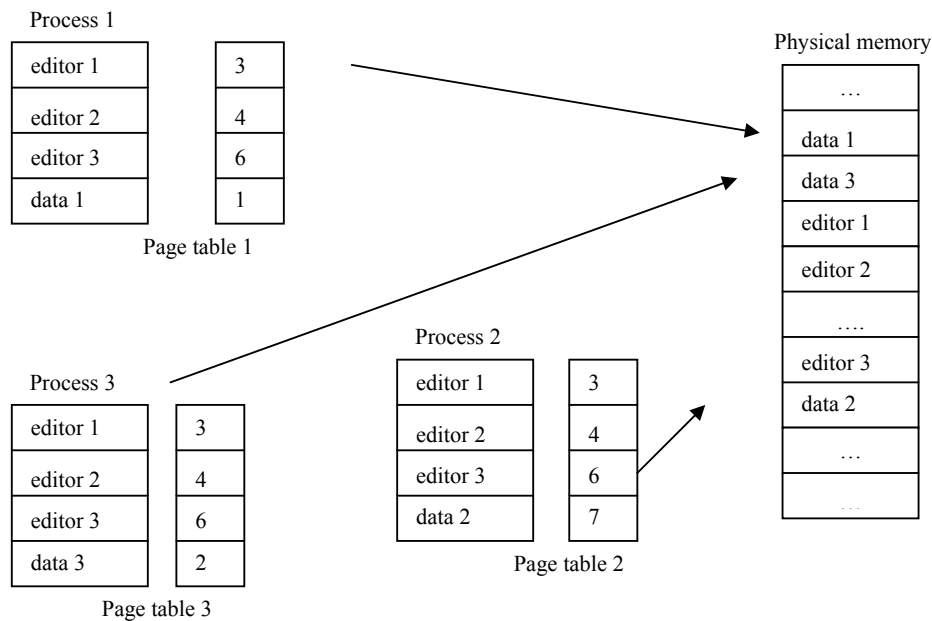 Process 1
editor 1 3
editor 2 4
editor 3 6
data 1 1
Page table 1
Physical memory
…
data 1
data 3
editor 1
editor 2
….
editor 3
data 2
…
…
Process 2
editor 1 3
editor 2 4
editor 3 6
data 2 7
Page table 2
Process 3
editor 1 3
editor 2 4
editor 3 6
data 3 2
Page table 3